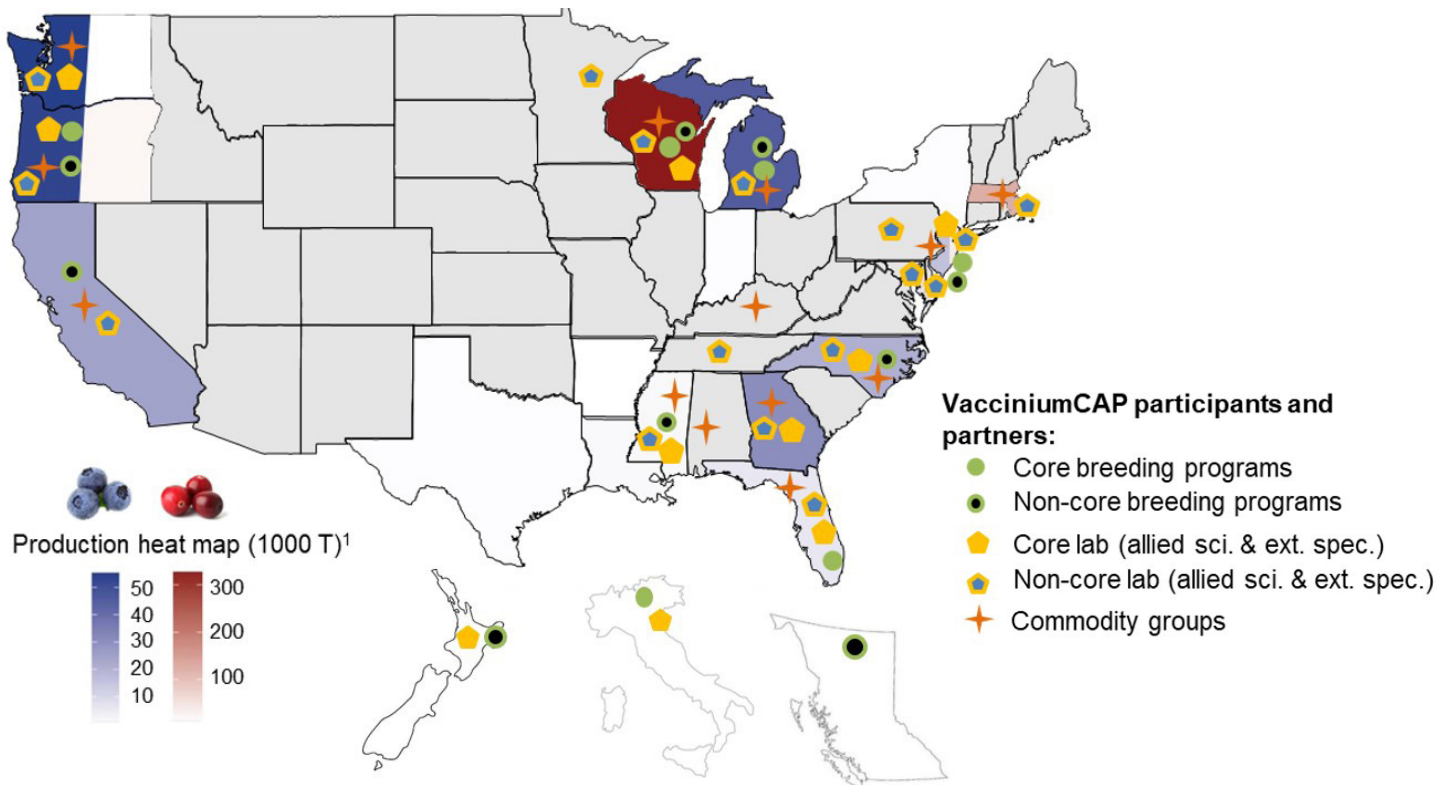 VacciniumCAP participants and
partners:
Core breeding programs
Non-core breeding programs
Core lab (allied sci. & ext. spec.)
Non-core lab (allied sci. & ext. spec.)
Commodity groups
Production heat map (1000 T)¹
50
40
30
20
10
300
200
100